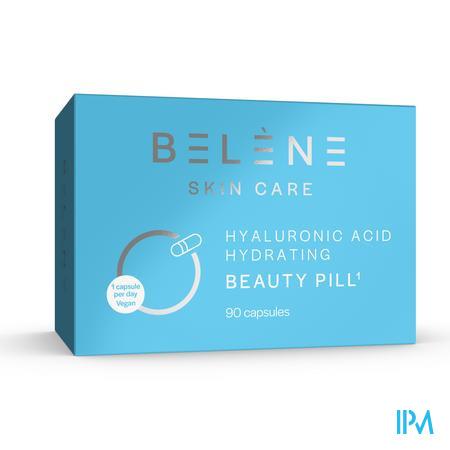 BELÈNE
SKIN CARE
HYALURONIC ACID
HYDRATING
BEAUTY PILL¹
1 capsule
per day
Vegan
90 capsules
IPM